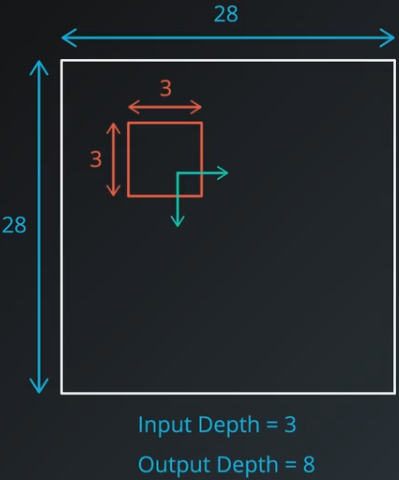 28
3
3
28
Input Depth = 3
Output Depth = 8